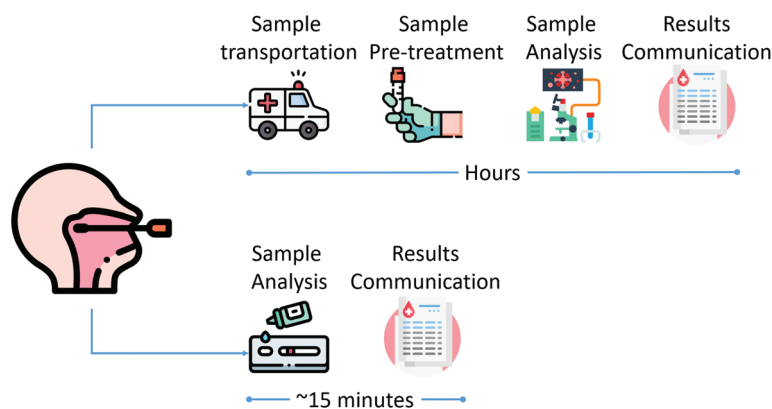 Sample
transportation
Sample
Pre-treatment
Sample
Analysis
Results
Communication
Hours
Sample
Analysis
Results
Communication
~15 minutes